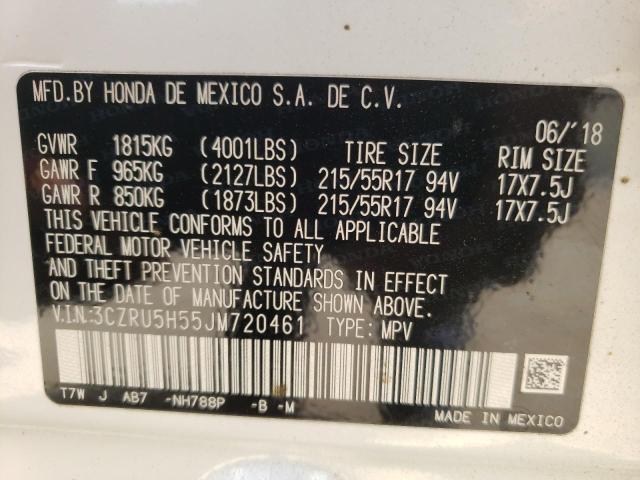 MFD.BY HONDA DE MEXICO S.A. DE C.V.
06/'18
GVWR 1815KG (4001LBS) TIRE SIZE RIM SIZE
GAWR F 965KG (2127LBS) 215/55R17 94V 17X7.5J
GAWR R 850KG (1873LBS) 215/55R17 94V 17X7.5J
THIS VEHICLE CONFORMS TO ALL APPLICABLE
FEDERAL MOTOR VEHICLE SAFETY
AND THEFT PREVENTION STANDARDS IN EFFECT
ON THE DATE OF MANUFACTURE SHOWN ABOVE.
V.I.N:3CZRU5H55JM720461 TYPE: MPV
T7W J AB7 -NH788P -B -M
MADE IN MEXICO